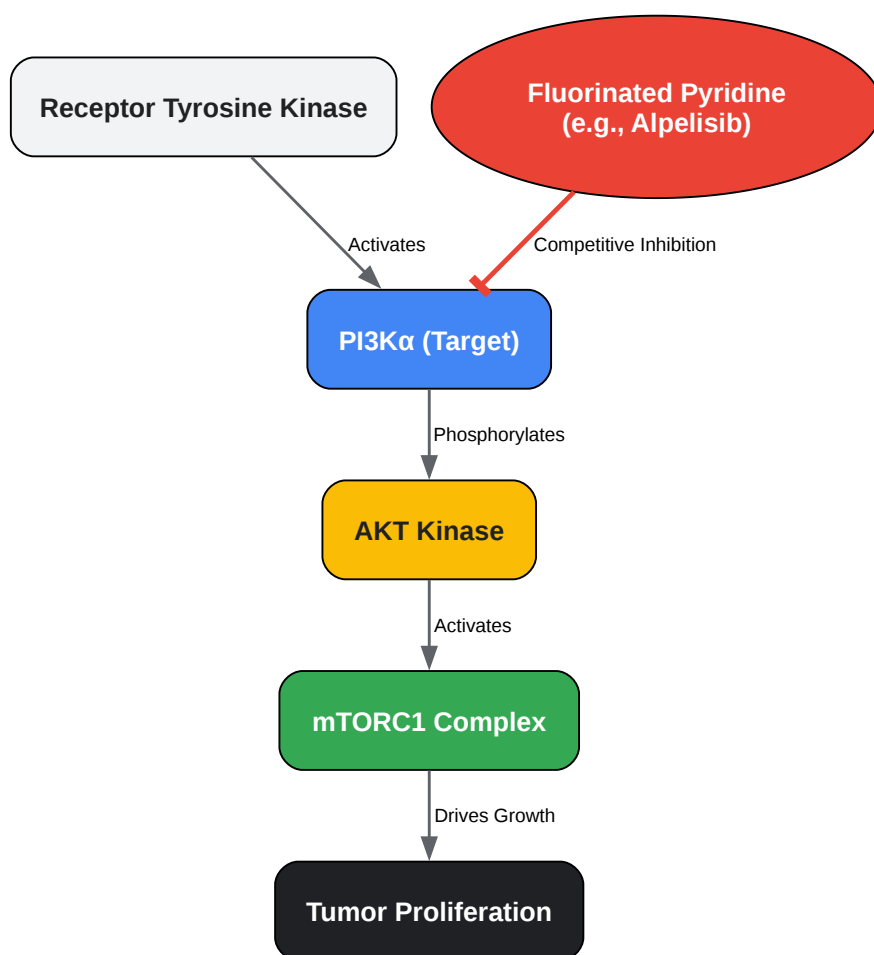 Receptor Tyrosine Kinase
Fluorinated Pyridine
(e.g., Alpelisib)
Activates
Competitive Inhibition
PI3Kα (Target)
Phosphorylates
AKT Kinase
Activates
mTORC1 Complex
Drives Growth
Tumor Proliferation